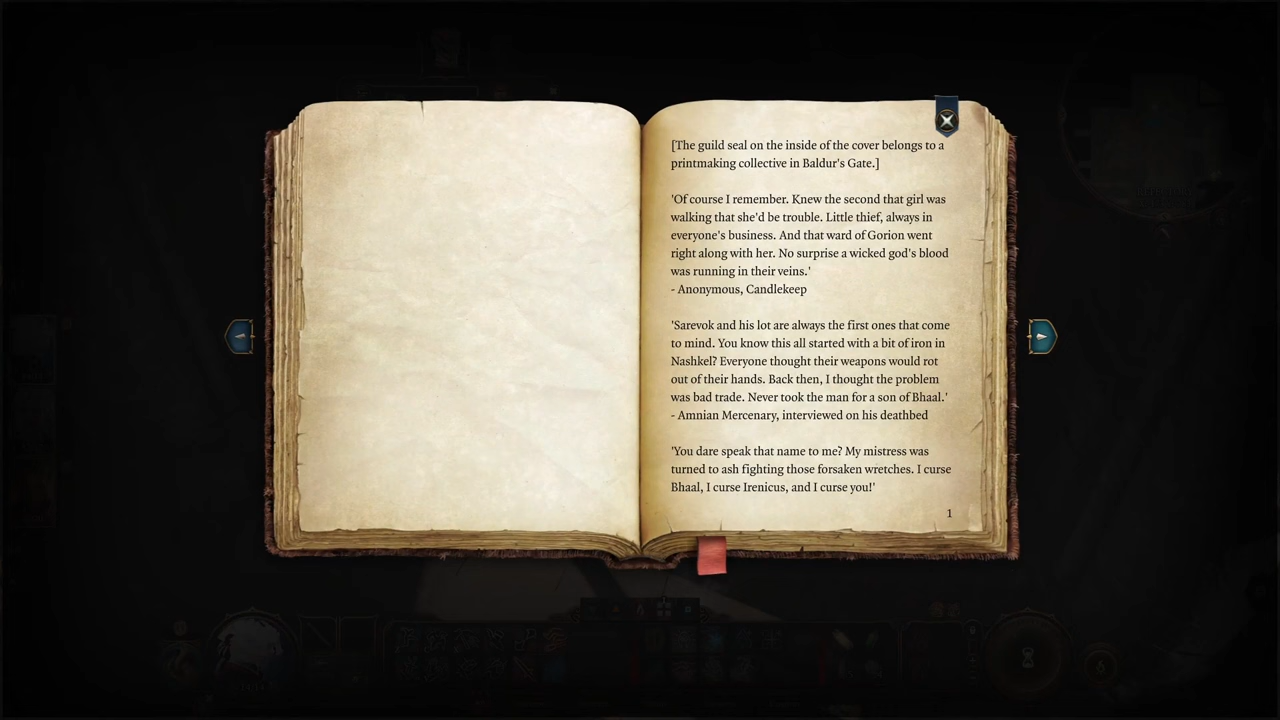 [The guild seal on the inside of the cover belongs to a
printmaking collective in Baldur's Gate.]
'Of course I remember. Knew the second that girl was
walking that she'd be trouble. Little thief, always in
everyone's business. And that ward of Gorion went
right along with her. No surprise a wicked god's blood
was running in their veins.'
- Anonymous, Candlekeep
'Sarevok and his lot are always the first ones that come
to mind. You know this all started with a bit of iron in
Nashkel? Everyone thought their weapons would rot
out of their hands. Back then, I thought the problem
was bad trade. Never took the man for a son of Bhaal.'
- Amnian Mercenary, interviewed on his deathbed
'You dare speak that name to me? My mistress was
turned to ash fighting those forsaken wretches. I curse
Bhaal, I curse Irenicus, and I curse you!'
1